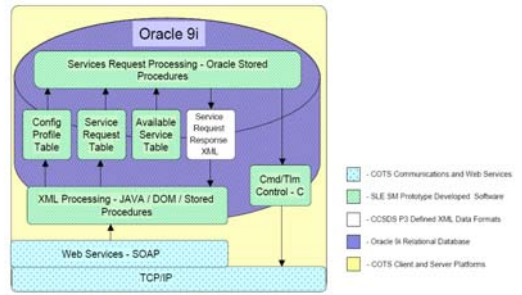 Oracle 9i
Services Request Processing - Oracle Stored
Procedures
Config
Profile
Table
Service
Request
Table
Available
Service
Table
Service
Request
Response
XML
Cmd/Tlm
Control - C
XML Processing - JAVA / DOM / Stored
Procedures
Web Services - SOAP
TCP/IP
- COTS Communications and Web Services
- SLE SM Prototype Developed Software
- CCSDS P3 Defined XML Data Formats
- Oracle 9i Relational Database
- COTS Client and Server Platforms